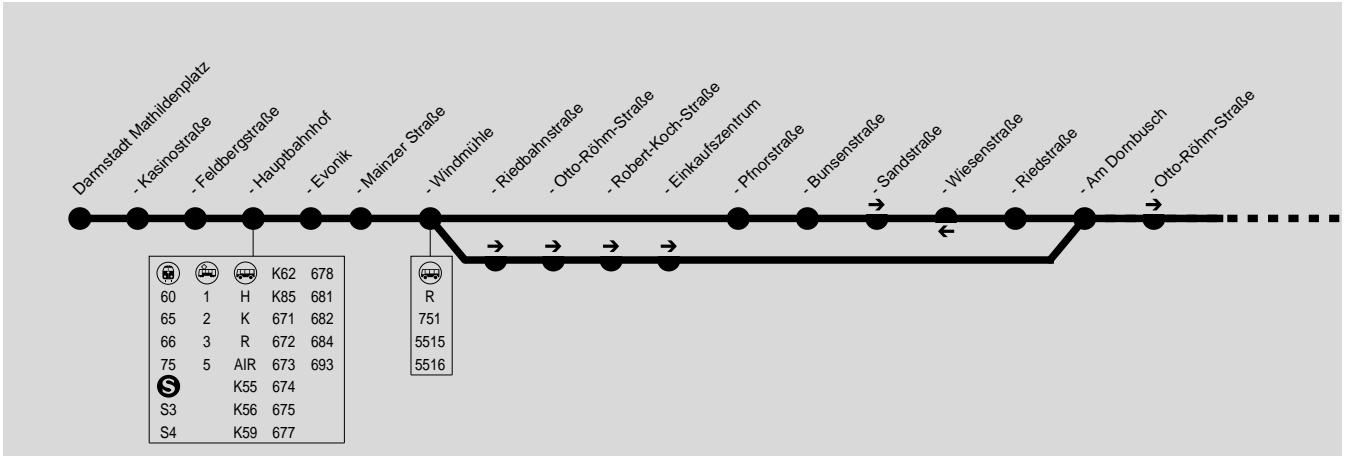 Darmstadt Mathildenplatz
- Kasinostraße
- Feldbergstraße
- Hauptbahnhof
- Evonik
- Mainzer Straße
- Windmühle
- Riedbahnstraße
- Otto-Röhm-Straße
- Robert-Koch-Straße
- Einkaufszentrum
- Pfnorstraße
- Bunsenstraße
- Sandstraße
- Wiesenstraße
- Riedstraße
- Am Dornbusch
- Otto-Röhm-Straße
K62 678
60 1 H K85 681
65 2 K 671 682
66 3 R 672 684
75 5 AIR 673 693
S K55 674
S3 K56 675
S4 K59 677
R
751
5515
5516